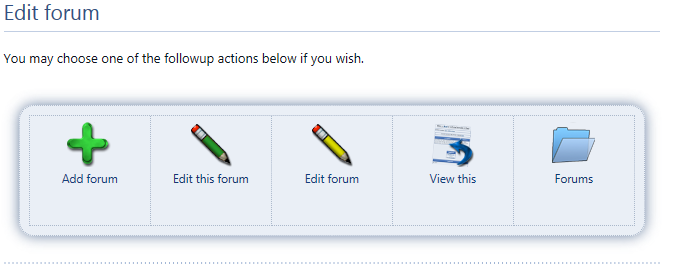 Edit forum
You may choose one of the followup actions below if you wish.
Add forum
Edit this forum
Edit forum
View this
Forums